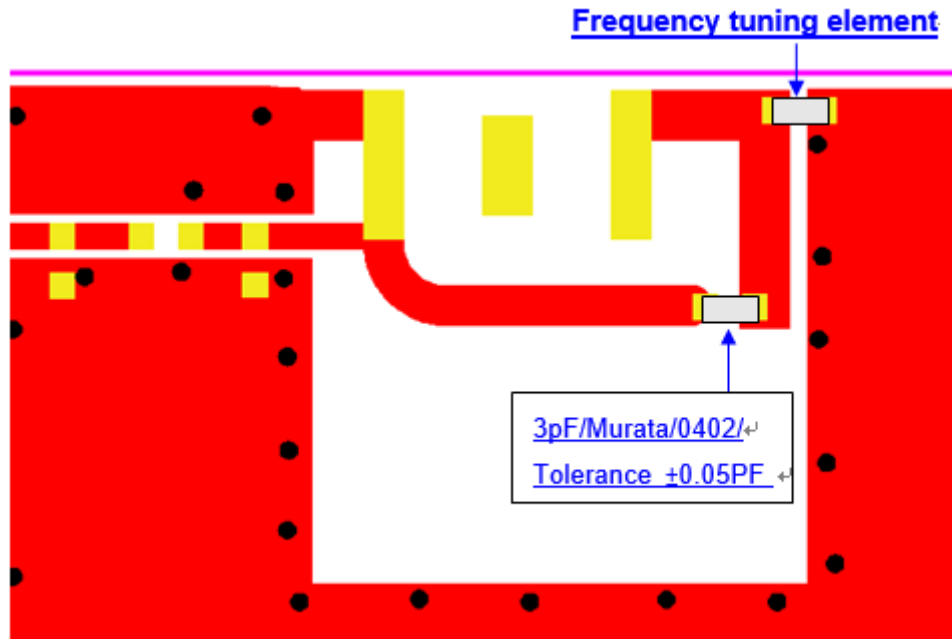 Frequency tuning element
3pF/Murata/0402/
Tolerance ±0.05PF